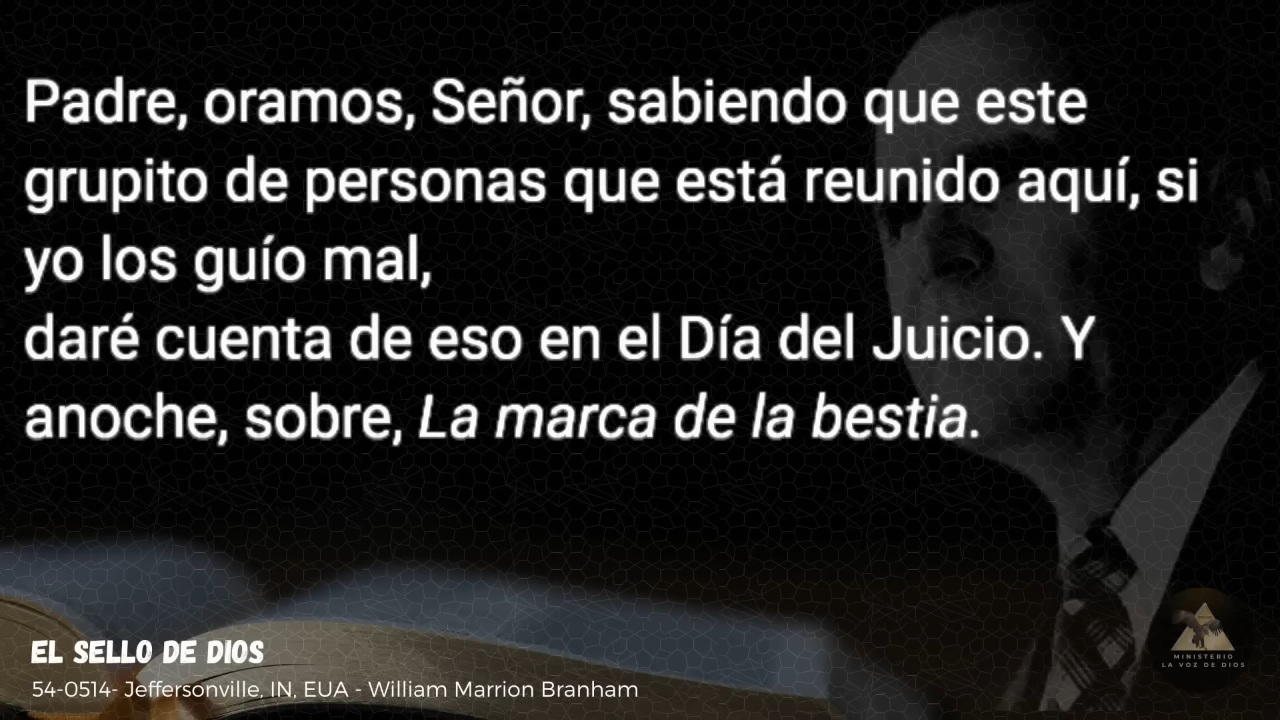 Padre, oramos, Señor, sabiendo que este
grupito de personas que está reunido aquí, si
yo los guío mal,
daré cuenta de eso en el Día del Juicio. Y
anoche, sobre, La marca de la bestia.
EL SELLO DE DIOS
54-0514- Jeffersonville, IN, EUA - William Marrion Branham
MINISTERIO
LA VOZ DE DIOS